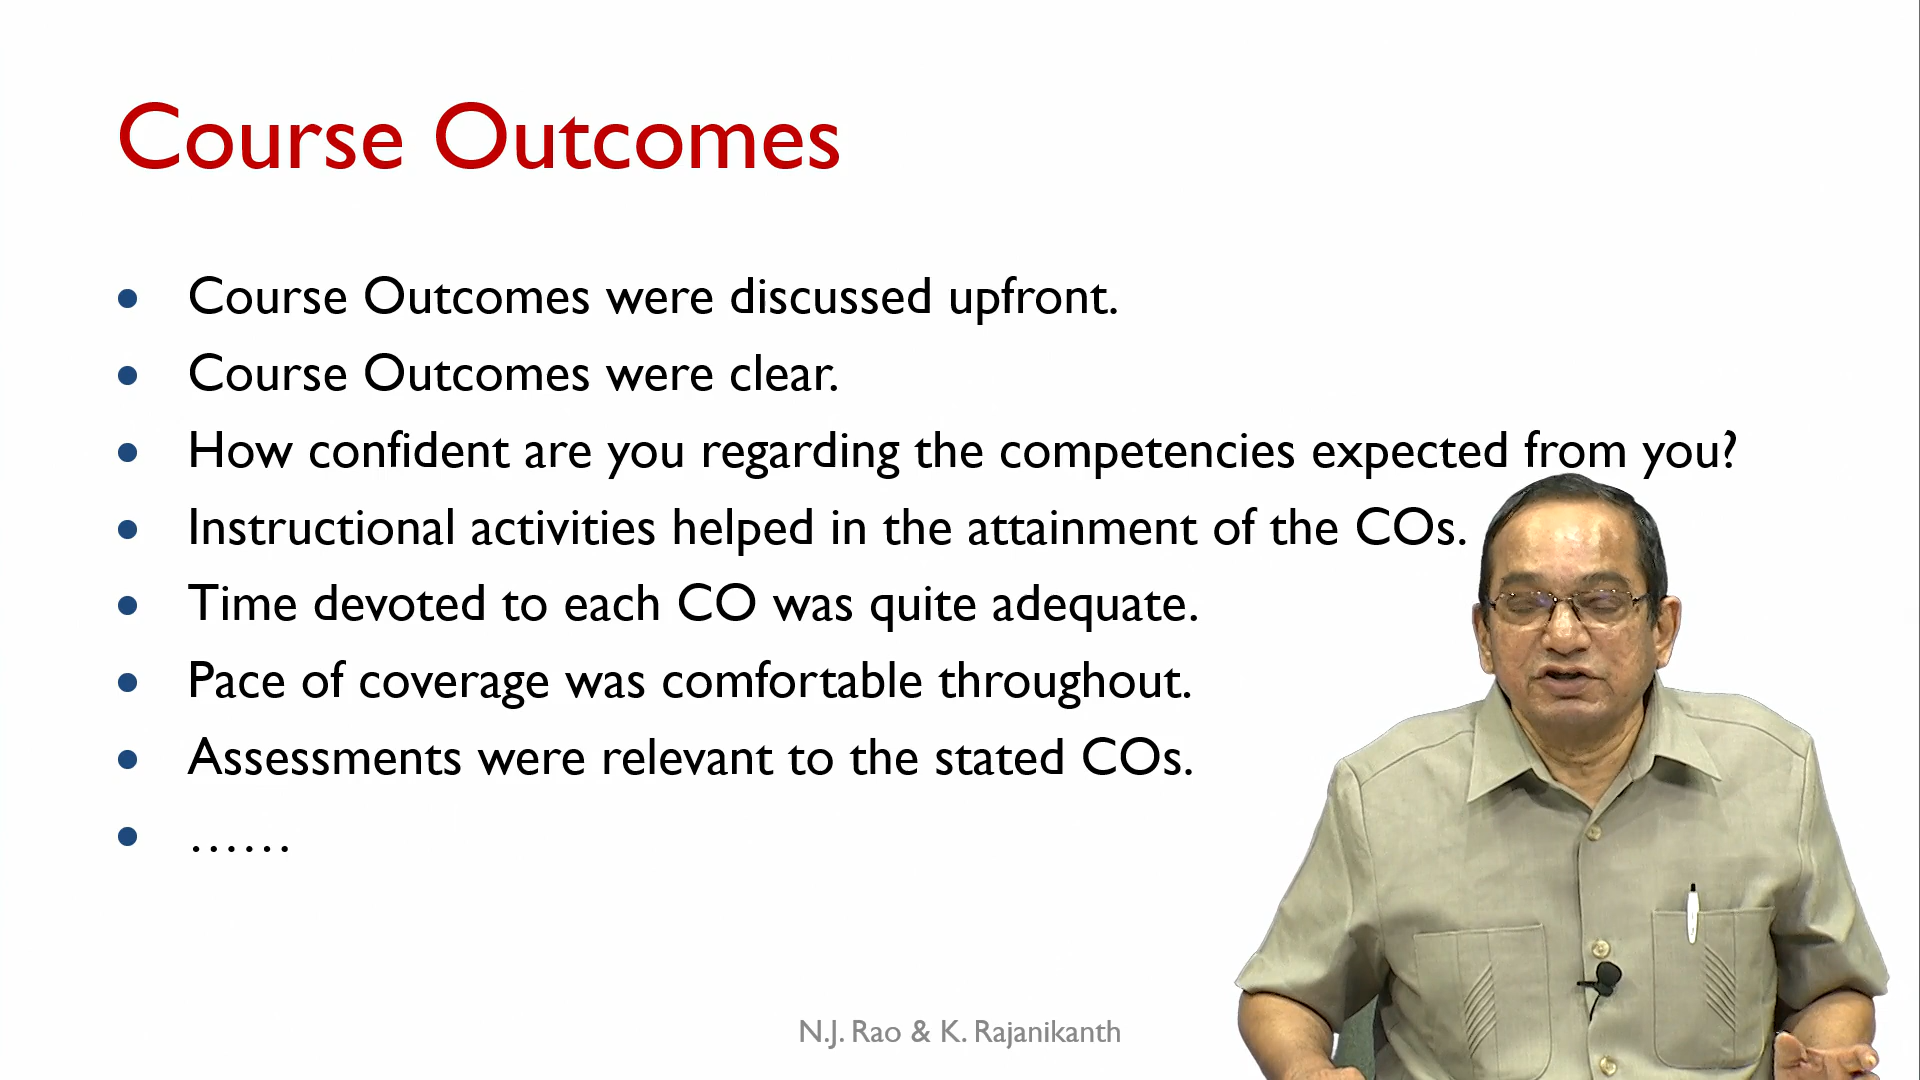 Course Outcomes
• Course Outcomes were discussed upfront.
• Course Outcomes were clear.
• How confident are you regarding the competencies expected from you?
• Instructional activities helped in the attainment of the COs.
• Time devoted to each CO was quite adequate.
• Pace of coverage was comfortable throughout.
• Assessments were relevant to the stated COs.
• ......
N.J. Rao & K. Rajanikanth